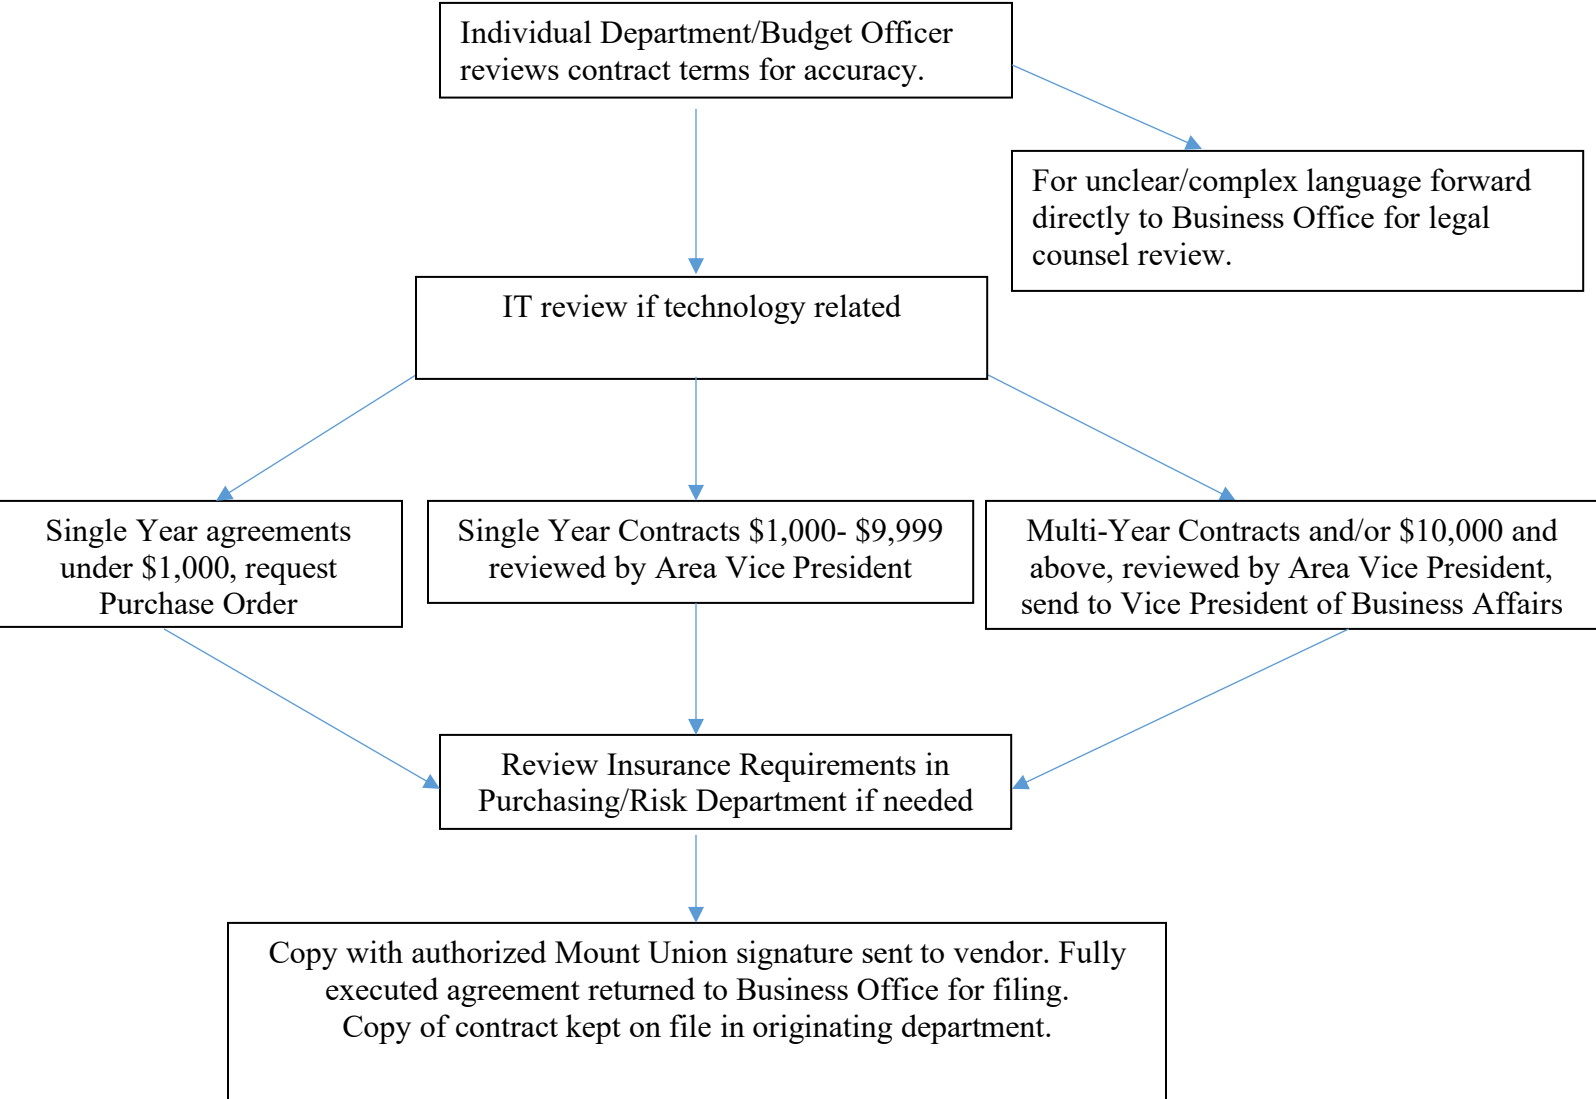 Individual Department/Budget Officer
reviews contract terms for accuracy.
For unclear/complex language forward
directly to Business Office for legal
counsel review.
IT review if technology related
Single Year agreements
under $1,000, request
Purchase Order
Single Year Contracts $1,000- $9,999
reviewed by Area Vice President
Multi-Year Contracts and/or $10,000 and
above, reviewed by Area Vice President,
send to Vice President of Business Affairs
Review Insurance Requirements in
Purchasing/Risk Department if needed
Copy with authorized Mount Union signature sent to vendor. Fully
executed agreement returned to Business Office for filing.
Copy of contract kept on file in originating department.